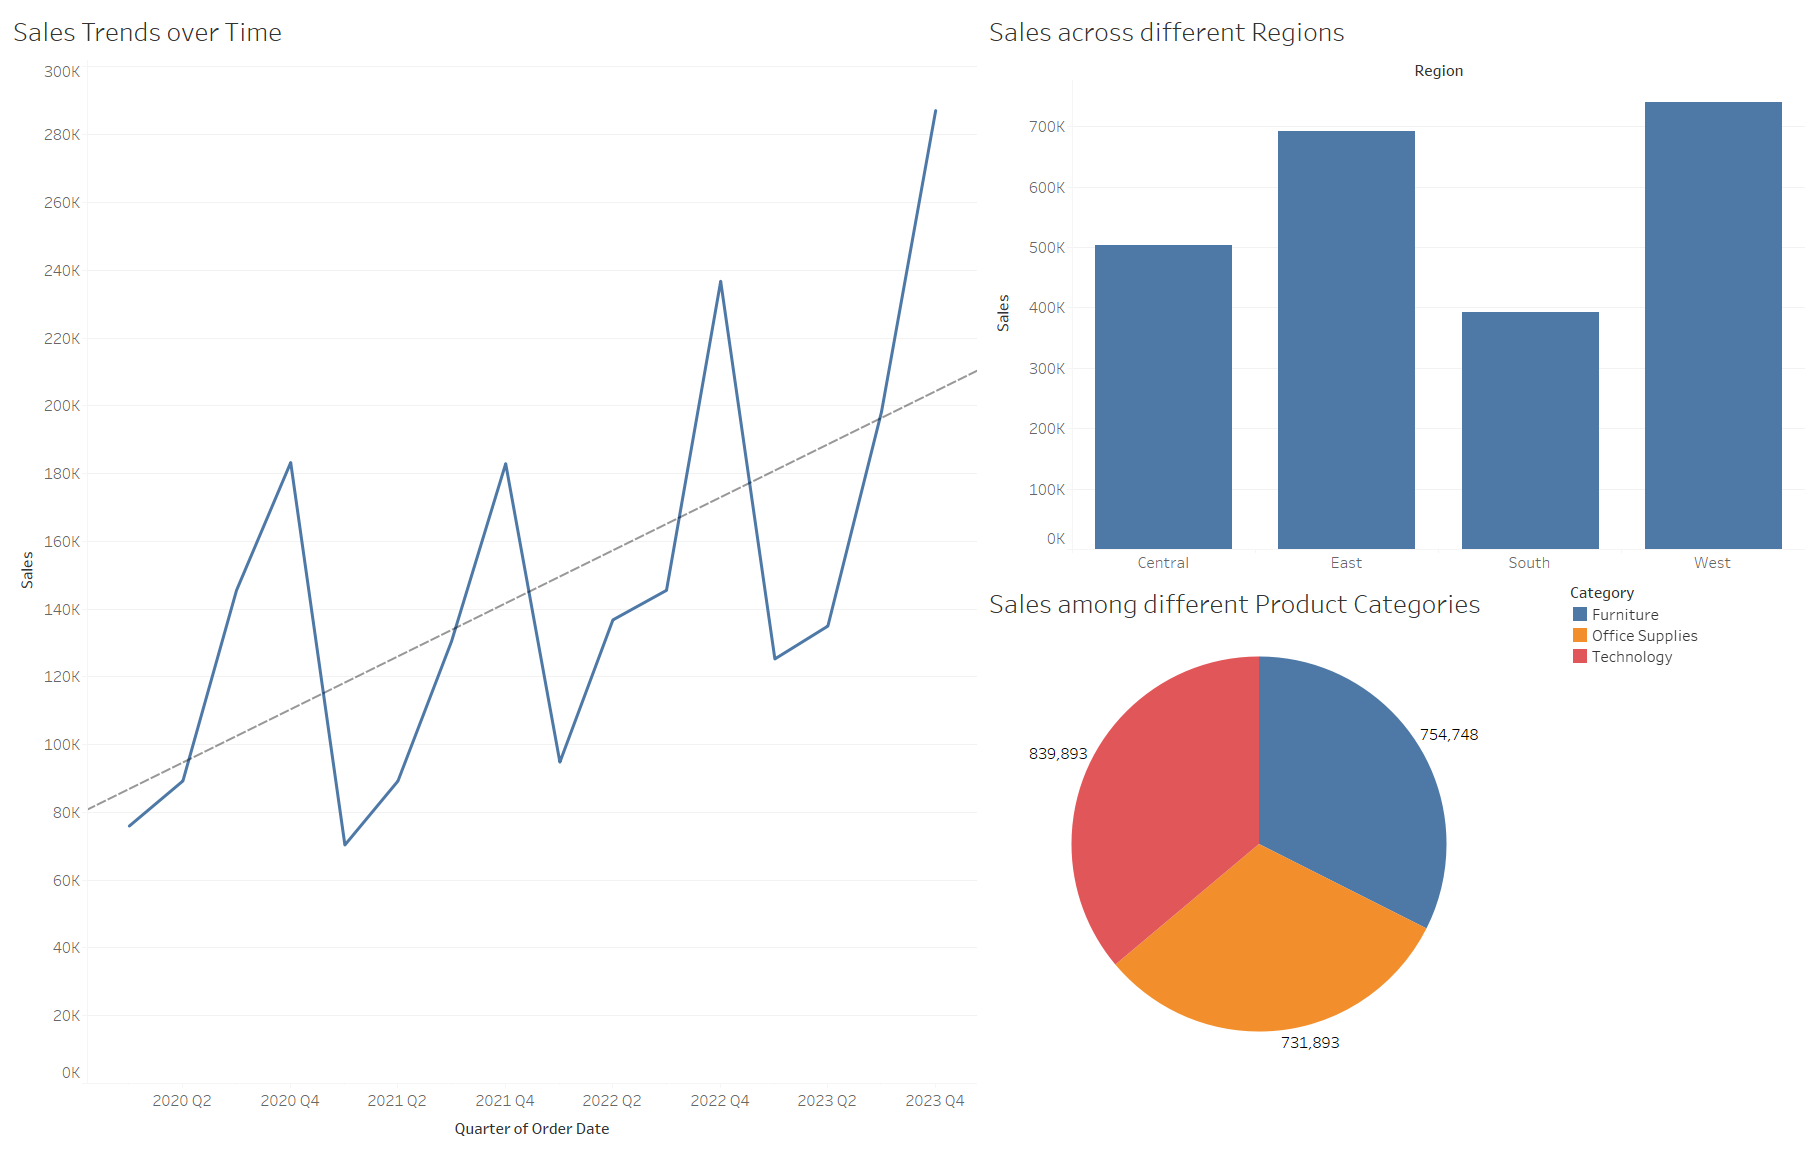 Sales Trends over Time
300K
280K
260K
240K
220K
200K
180K
160K
140K
120K
100K
80K
60K
40K
20K
0K
Sales
2020 Q2 2020 Q4 2021 Q2 2021 Q4 2022 Q2 2022 Q4 2023 Q2 2023 Q4
Quarter of Order Date
Sales across different Regions
Region
700K
600K
500K
400K
300K
200K
100K
0K
Sales
Central East South West
Sales among different Product Categories
Category
Furniture
Office Supplies
Technology
754,748
839,893
731,893